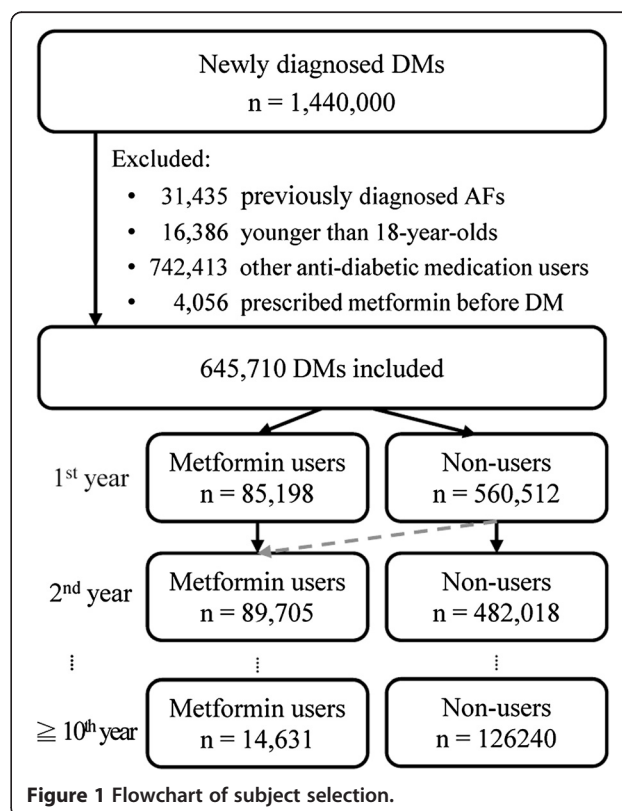 Newly diagnosed DMs
n = 1,440,000
Excluded:
• 31,435 previously diagnosed AFs
• 16,386 younger than 18-year-olds
• 742,413 other anti-diabetic medication users
• 4,056 prescribed metformin before DM
645,710 DMs included
1st year
Metformin users
n = 85,198
Non-users
n = 560,512
2nd year
Metformin users
n = 89,705
Non-users
n = 482,018
≧ 10th year
Metformin users
n = 14,631
Non-users
n = 126240
Figure 1 Flowchart of subject selection.